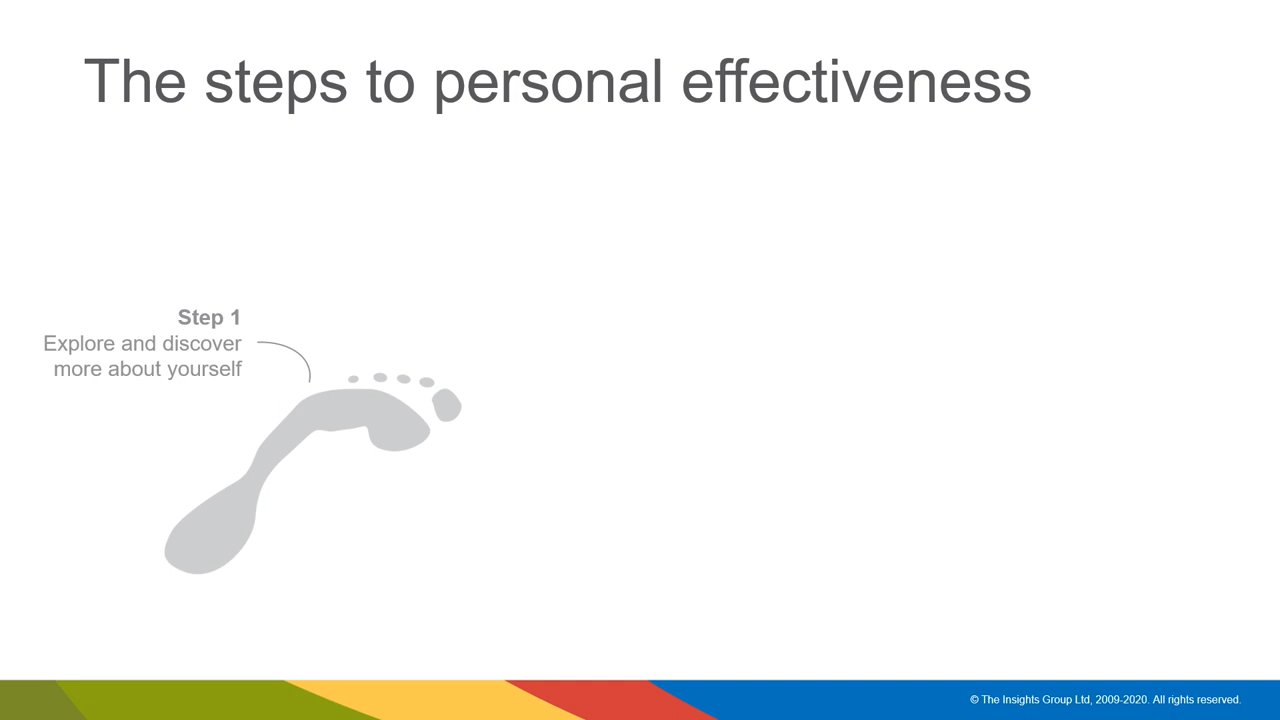 The steps to personal effectiveness
Step 1
Explore and discover
more about yourself
© The Insights Group Ltd, 2009-2020. All rights reserved.